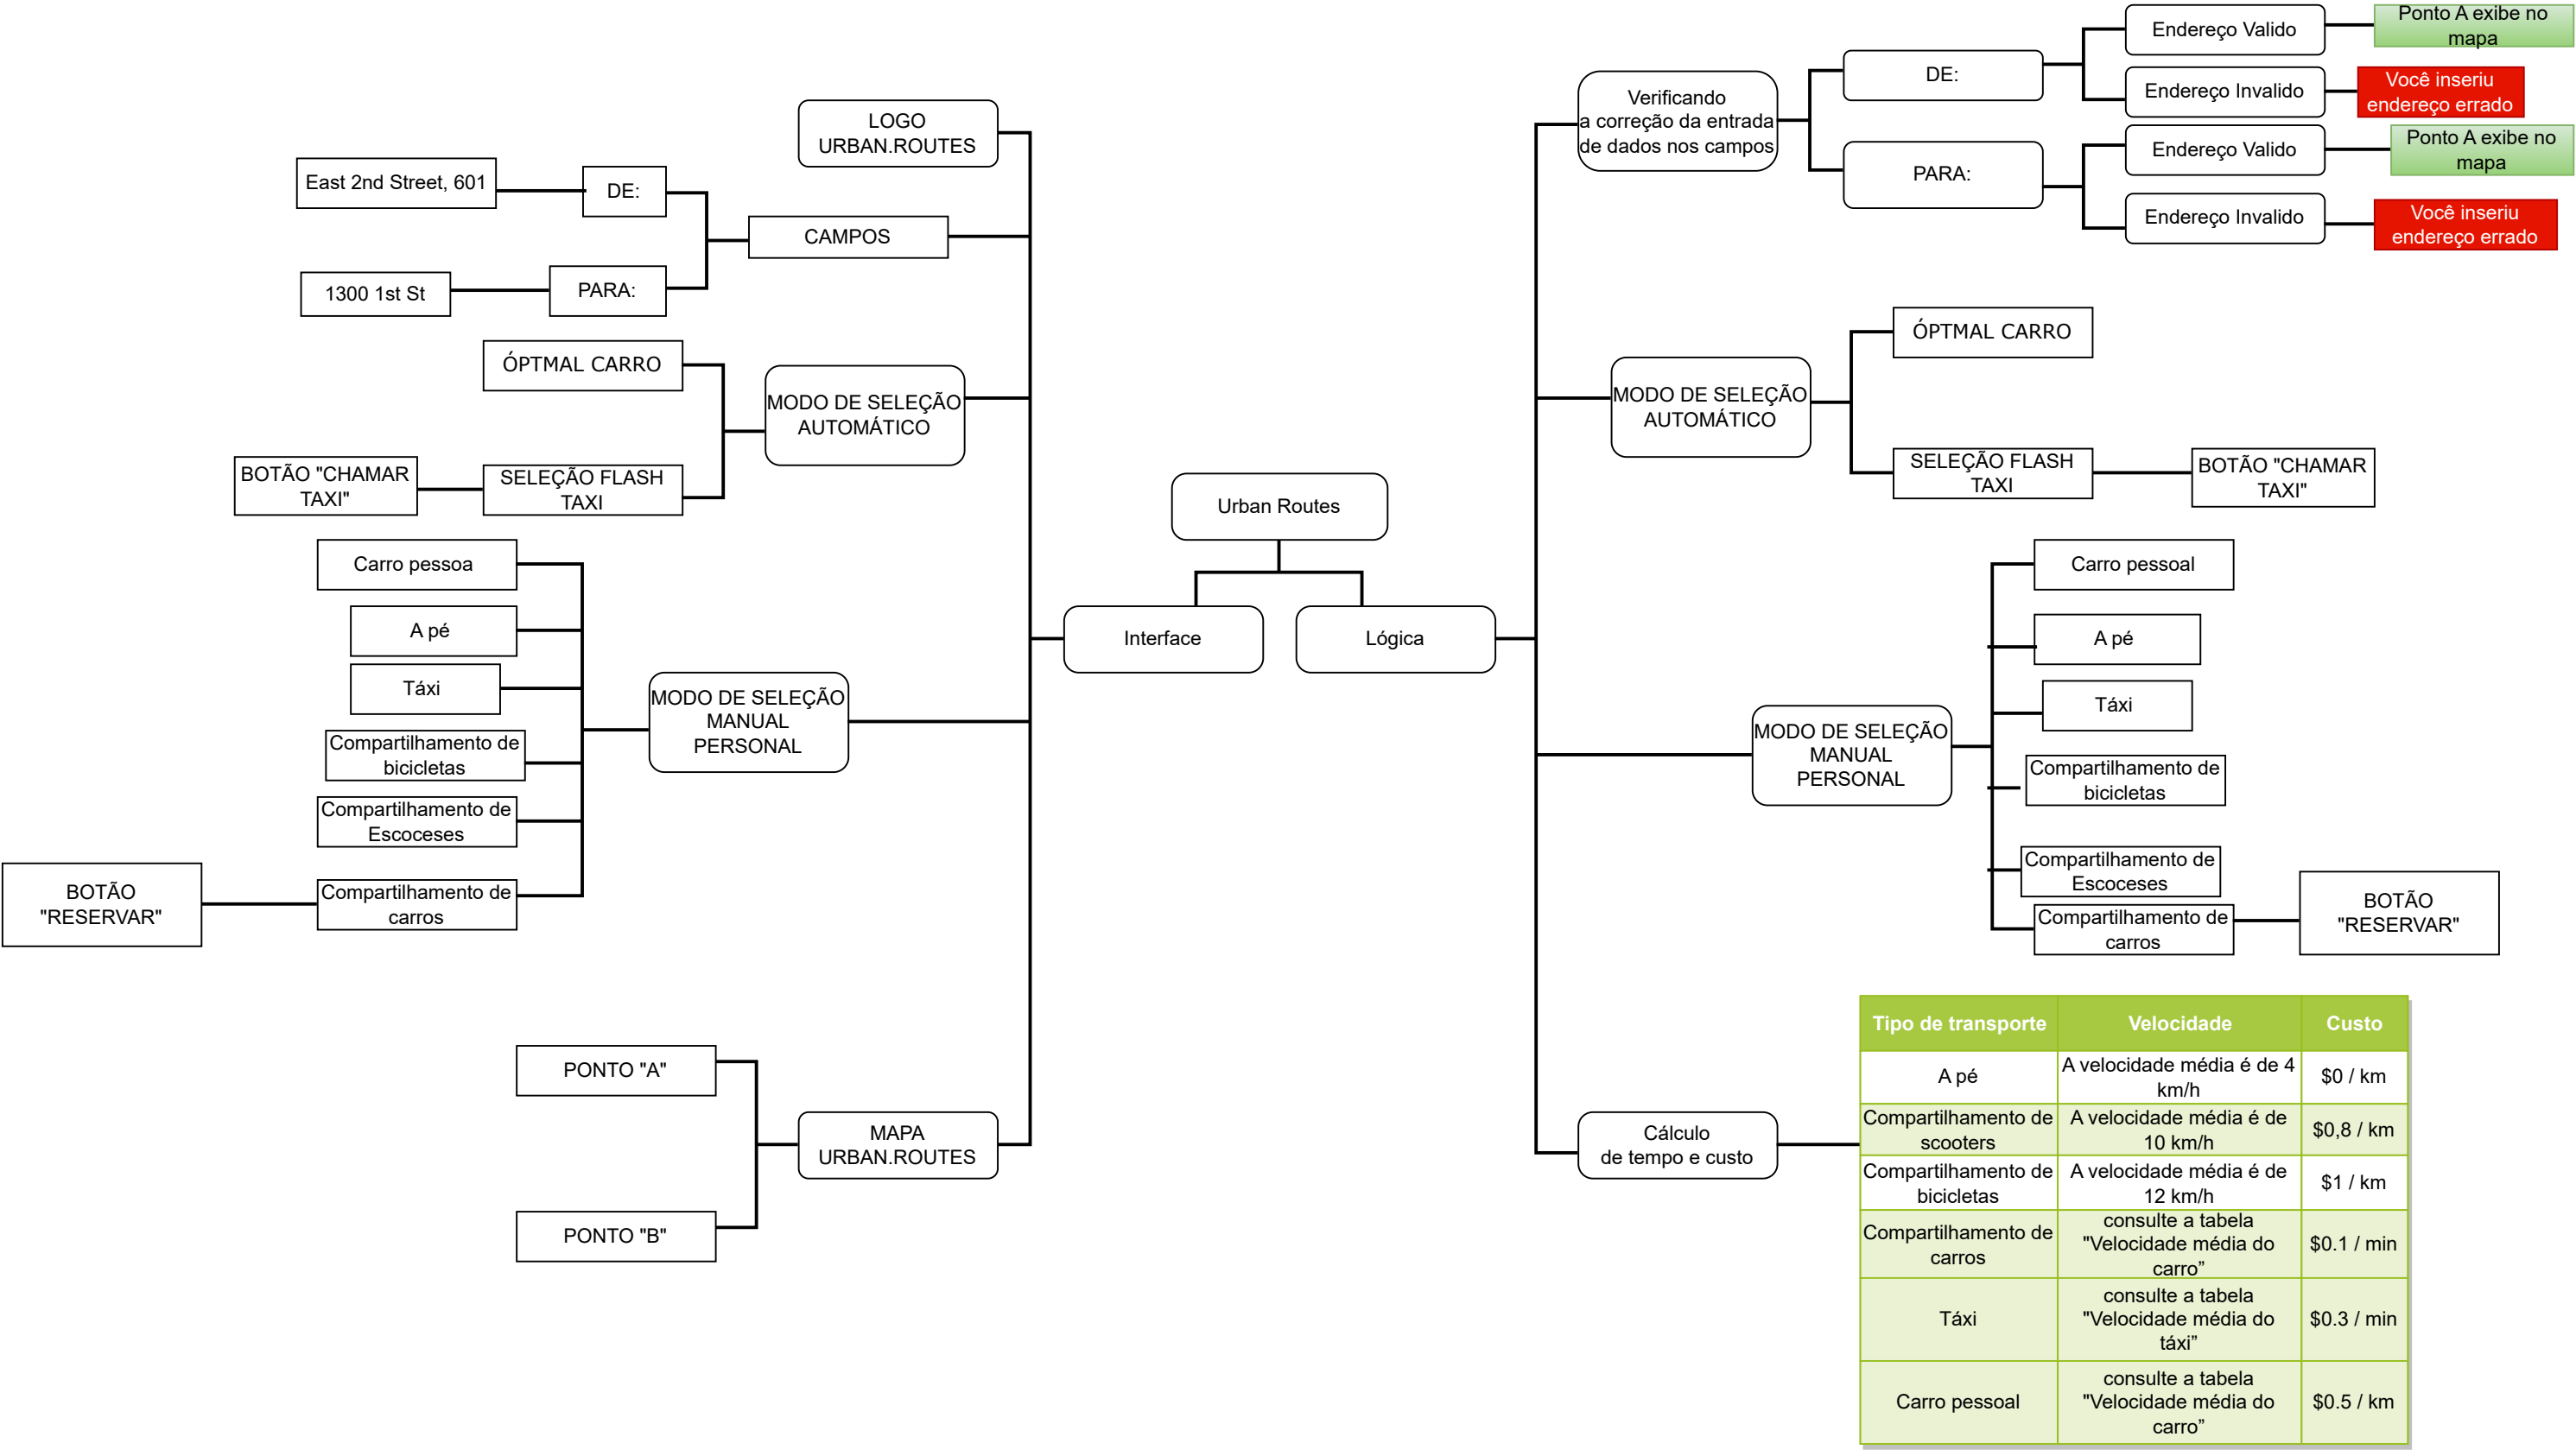 LOGO
URBAN.ROUTES
East 2nd Street, 601
DE:
CAMPOS
1300 1st St
PARA:
ÓPTMAL CARRO
MODO DE SELEÇÃO
AUTOMÁTICO
BOTÃO "CHAMAR
TAXI"
SELEÇÃO FLASH
TAXI
Carro pessoa
A pé
Táxi
MODO DE SELEÇÃO
MANUAL
PERSONAL
Compartilhamento de
bicicletas
Compartilhamento de
Escoceses
BOTÃO
"RESERVAR"
Compartilhamento de
carros
PONTO "A"
MAPA
URBAN.ROUTES
PONTO "B"
Urban Routes
Interface
Lógica
Verificando
a correção da entrada
de dados nos campos
DE:
Endereço Valido
Ponto A exibe no
mapa
Endereço Invalido
Você inseriu
endereço errado
PARA:
Endereço Valido
Ponto A exibe no
mapa
Endereço Invalido
Você inseriu
endereço errado
ÓPTMAL CARRO
MODO DE SELEÇÃO
AUTOMÁTICO
SELEÇÃO FLASH
TAXI
BOTÃO "CHAMAR
TAXI"
Carro pessoal
A pé
Táxi
MODO DE SELEÇÃO
MANUAL
PERSONAL
Compartilhamento de
bicicletas
Compartilhamento de
Escoceses
Compartilhamento de
carros
BOTÃO
"RESERVAR"
Cálculo
de tempo e custo
Tipo de transporte Velocidade Custo
A pé
A velocidade média é de 4
km/h
$0 / km
Compartilhamento de
scooters
A velocidade média é de
10 km/h
$0,8 / km
Compartilhamento de
bicicletas
A velocidade média é de
12 km/h
$1 / km
Compartilhamento de
carros
consulte a tabela
"Velocidade média do
carro”
$0.1 / min
Táxi
consulte a tabela
"Velocidade média do
táxi”
$0.3 / min
Carro pessoal
consulte a tabela
"Velocidade média do
carro”
$0.5 / km